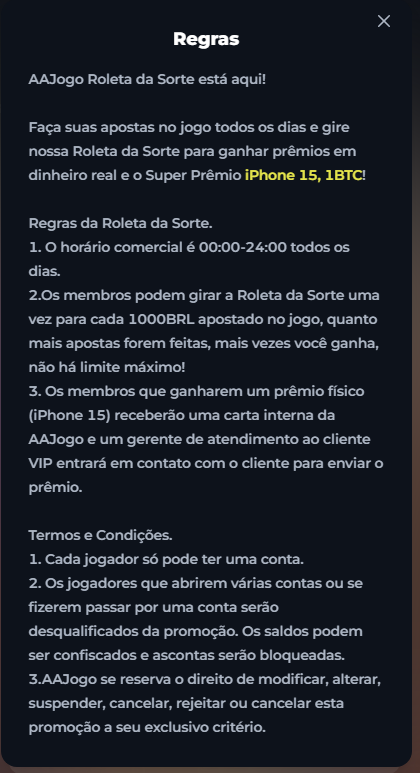 Regras
AAJogo Roleta da Sorte está aqui!
Faça suas apostas no jogo todos os dias e gire
nossa Roleta da Sorte para ganhar prêmios em
dinheiro real e o Super Prêmio iPhone 15, 1BTC!
Regras da Roleta da Sorte.
1. O horário comercial é 00:00-24:00 todos os
dias.
2.Os membros podem girar a Roleta da Sorte uma
vez para cada 1000BRL apostado no jogo, quanto
mais apostas forem feitas, mais vezes você ganha,
não há limite máximo!
3. Os membros que ganharem um prêmio físico
(iPhone 15) receberão uma carta interna da
AAJogo e um gerente de atendimento ao cliente
VIP entrará em contato com o cliente para enviar o
prêmio.
Termos e Condições.
1. Cada jogador só pode ter uma conta.
2. Os jogadores que abrirem várias contas ou se
fizerem passar por uma conta serão
desqualificados da promoção. Os saldos podem
ser confiscados e ascontas serão bloqueadas.
3.AAJogo se reserva o direito de modificar, alterar,
suspender, cancelar, rejeitar ou cancelar esta
promoção a seu exclusivo critério.